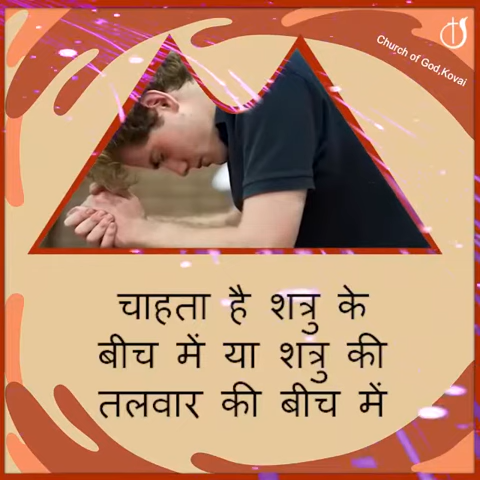 Church of God,Kovai
चाहता है शत्रु के
बीच में या शत्रु की
तलवार की बीच में